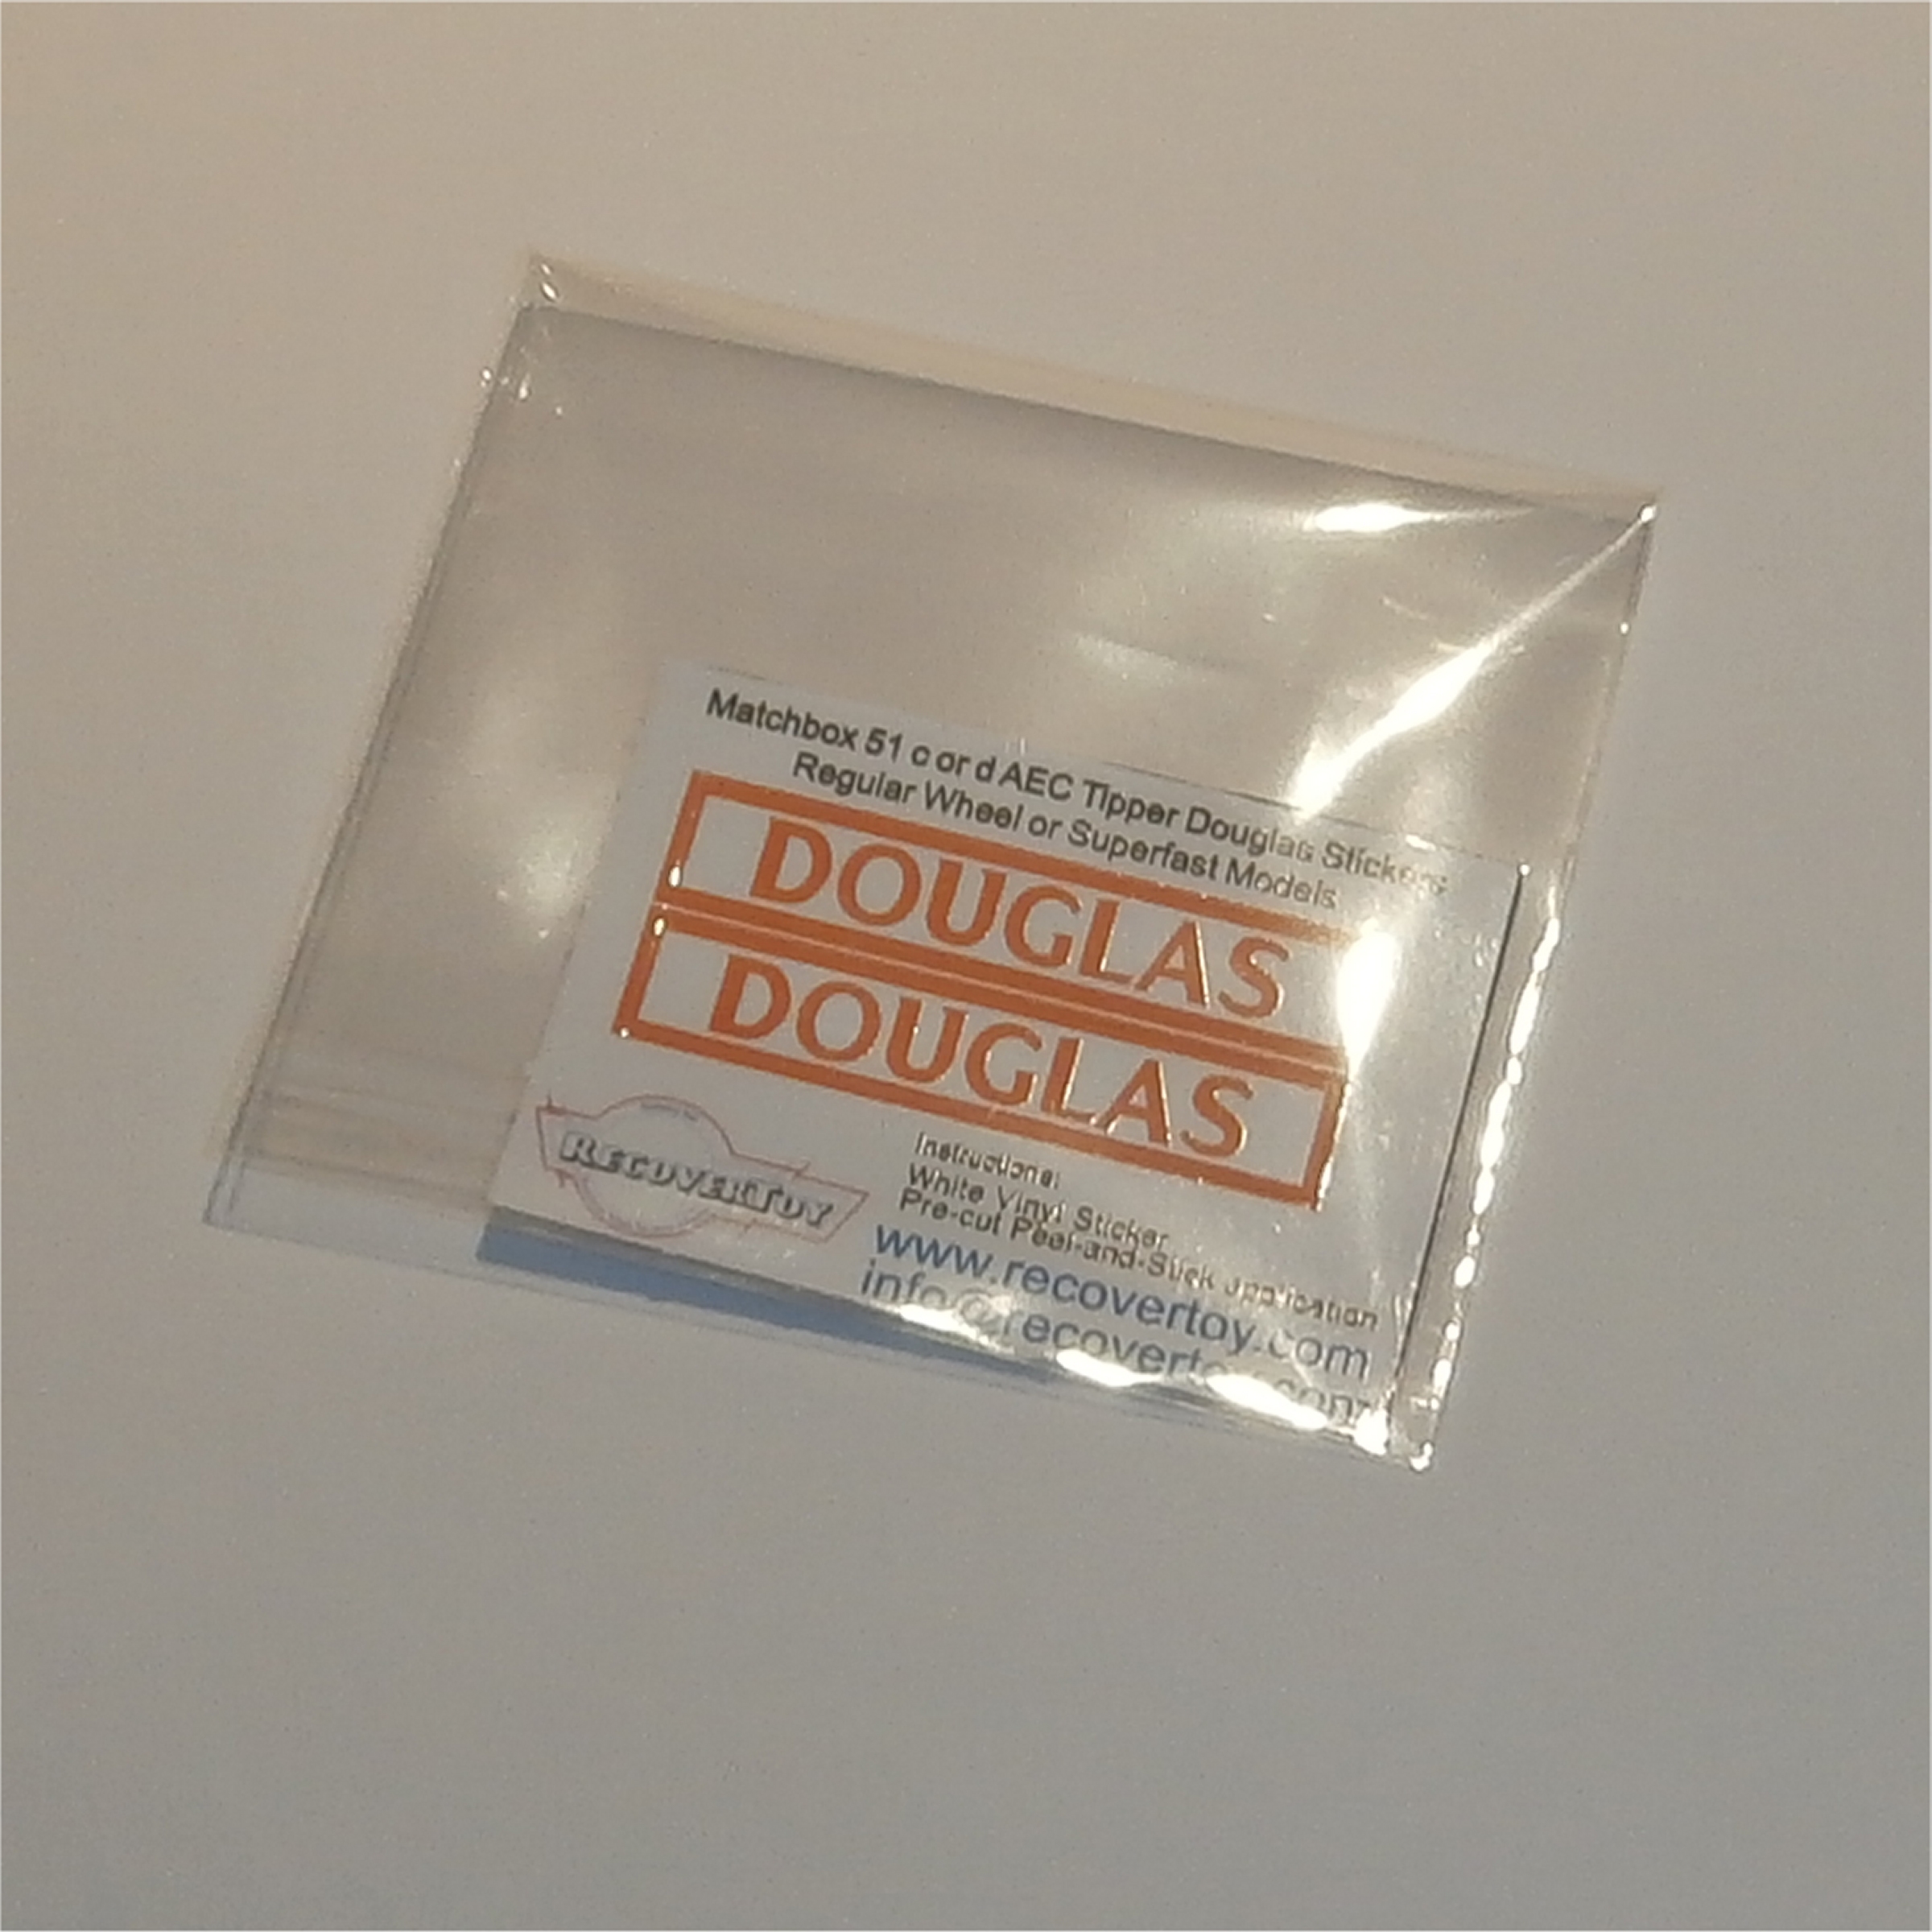 Matchbox 51 c or d AEC Tipper Douglas Stickers
Regular Wheel or Superfast Models
DOUGLAS
DOUGLAS
RECOVERTOY
Instructions:
White Vinyl Sticker
Pre-cut Peel-and-Stick application
www.recovertoy.com
info@recoverto .com